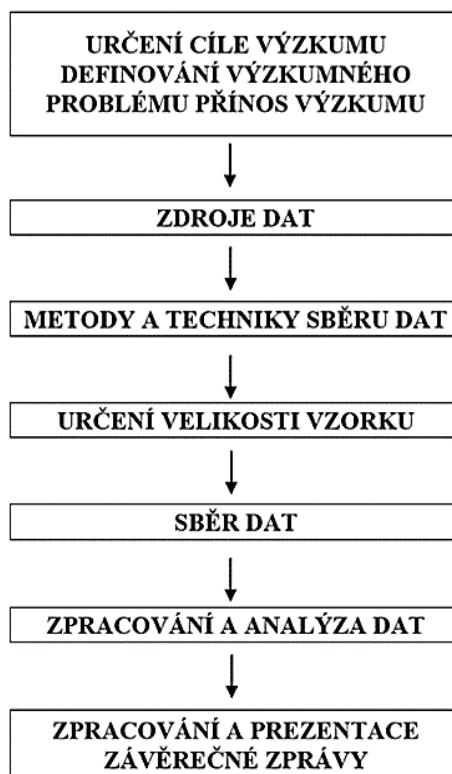 URČENÍ CÍLE VÝZKUMU
DEFINOVÁNÍ VÝZKUMNÉHO
PROBLÉMU PŘÍNOS VÝZKUMU
ZDROJE DAT
METODY A TECHNIKY SBĚRU DAT
URČENÍ VELIKOSTI VZORKU
SBĚR DAT
ZPRACOVÁNÍ A ANALÝZA DAT
ZPRACOVÁNÍ A PREZENTACE
ZÁVĚREČNÉ ZPRÁVY